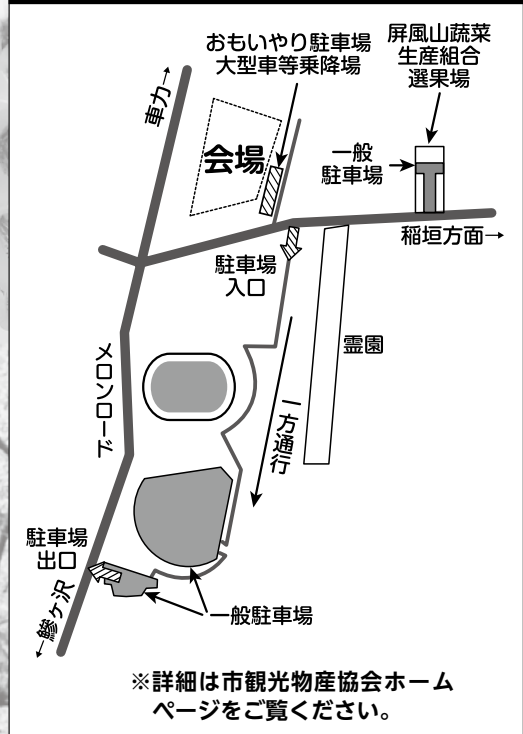 おもいやり駐車場
大型車等乗降場
屏風山蔬菜
生産組合
選果場
車力→
会場
一般
駐車場
稲垣方面→
駐車場
入口
霊園
メロンロード
一方通行
駐車場
出口
一般駐車場
←鰺ヶ沢
※詳細は市観光物産協会ホーム
ページをご覧ください。